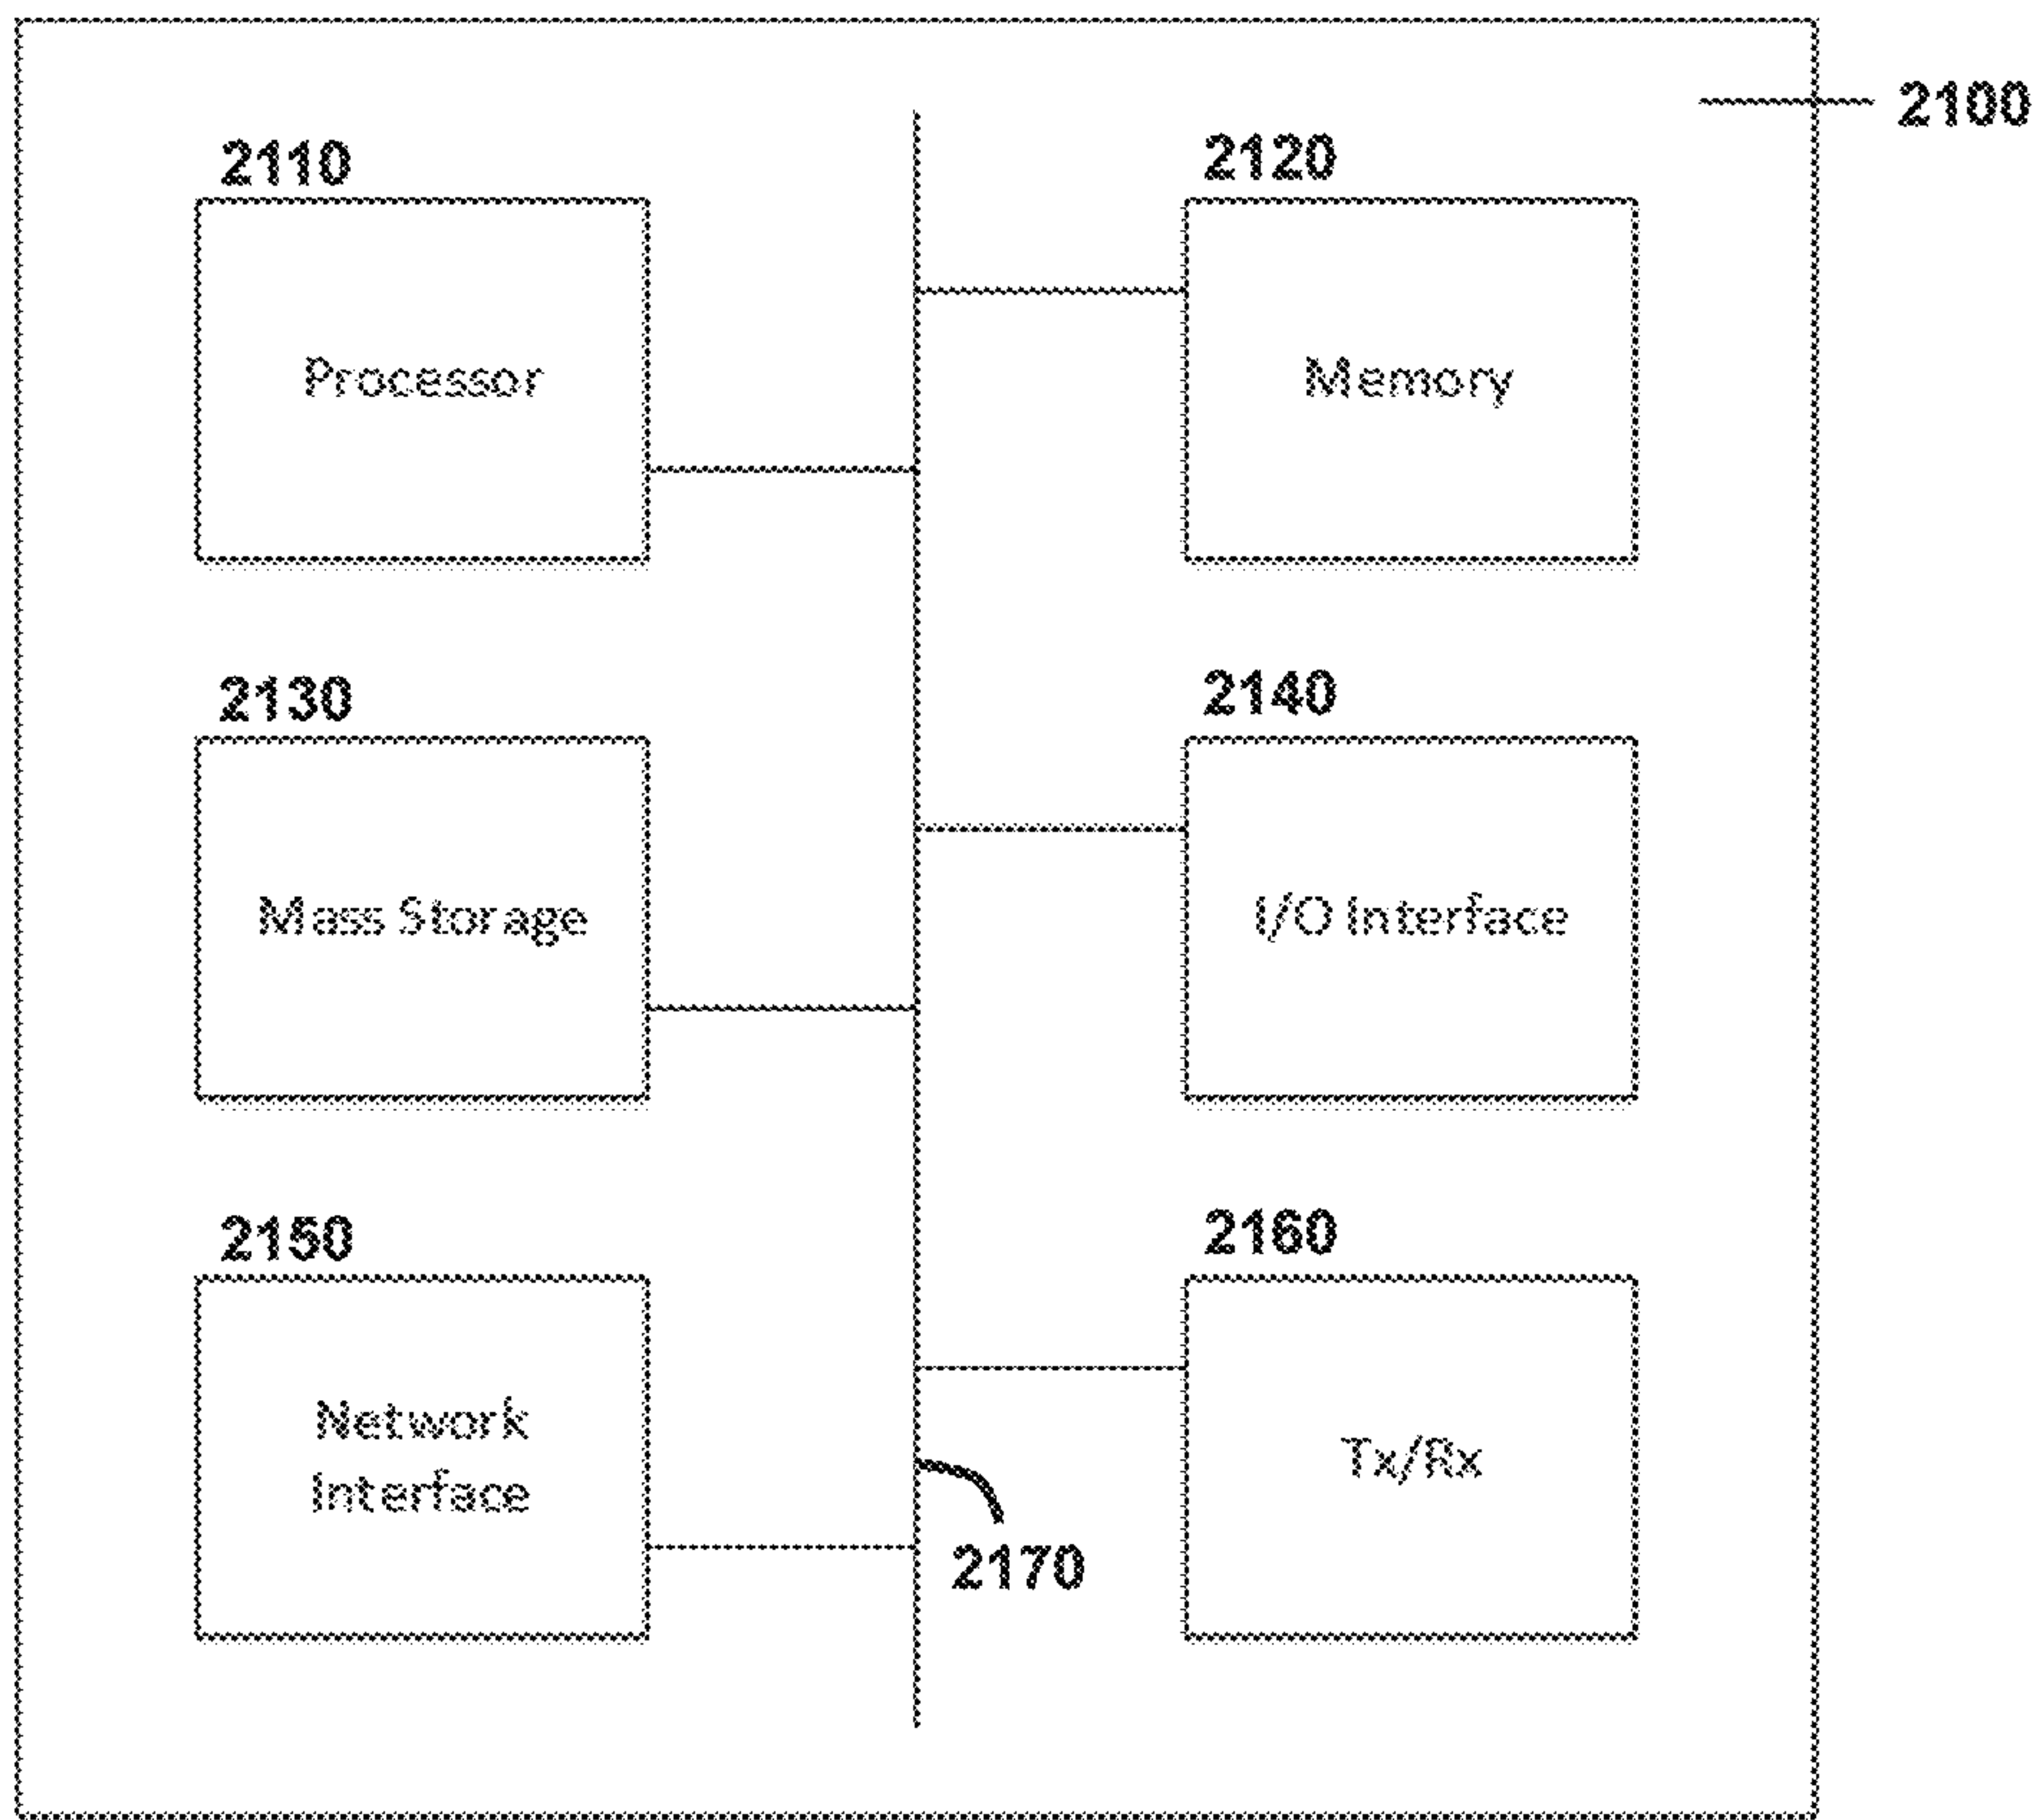 2100
2110
2120
Processor
Memory
2130
2140
Mass Storage
I/O Interface
2150
2160
Network
Interface
Tx/Rx
2170